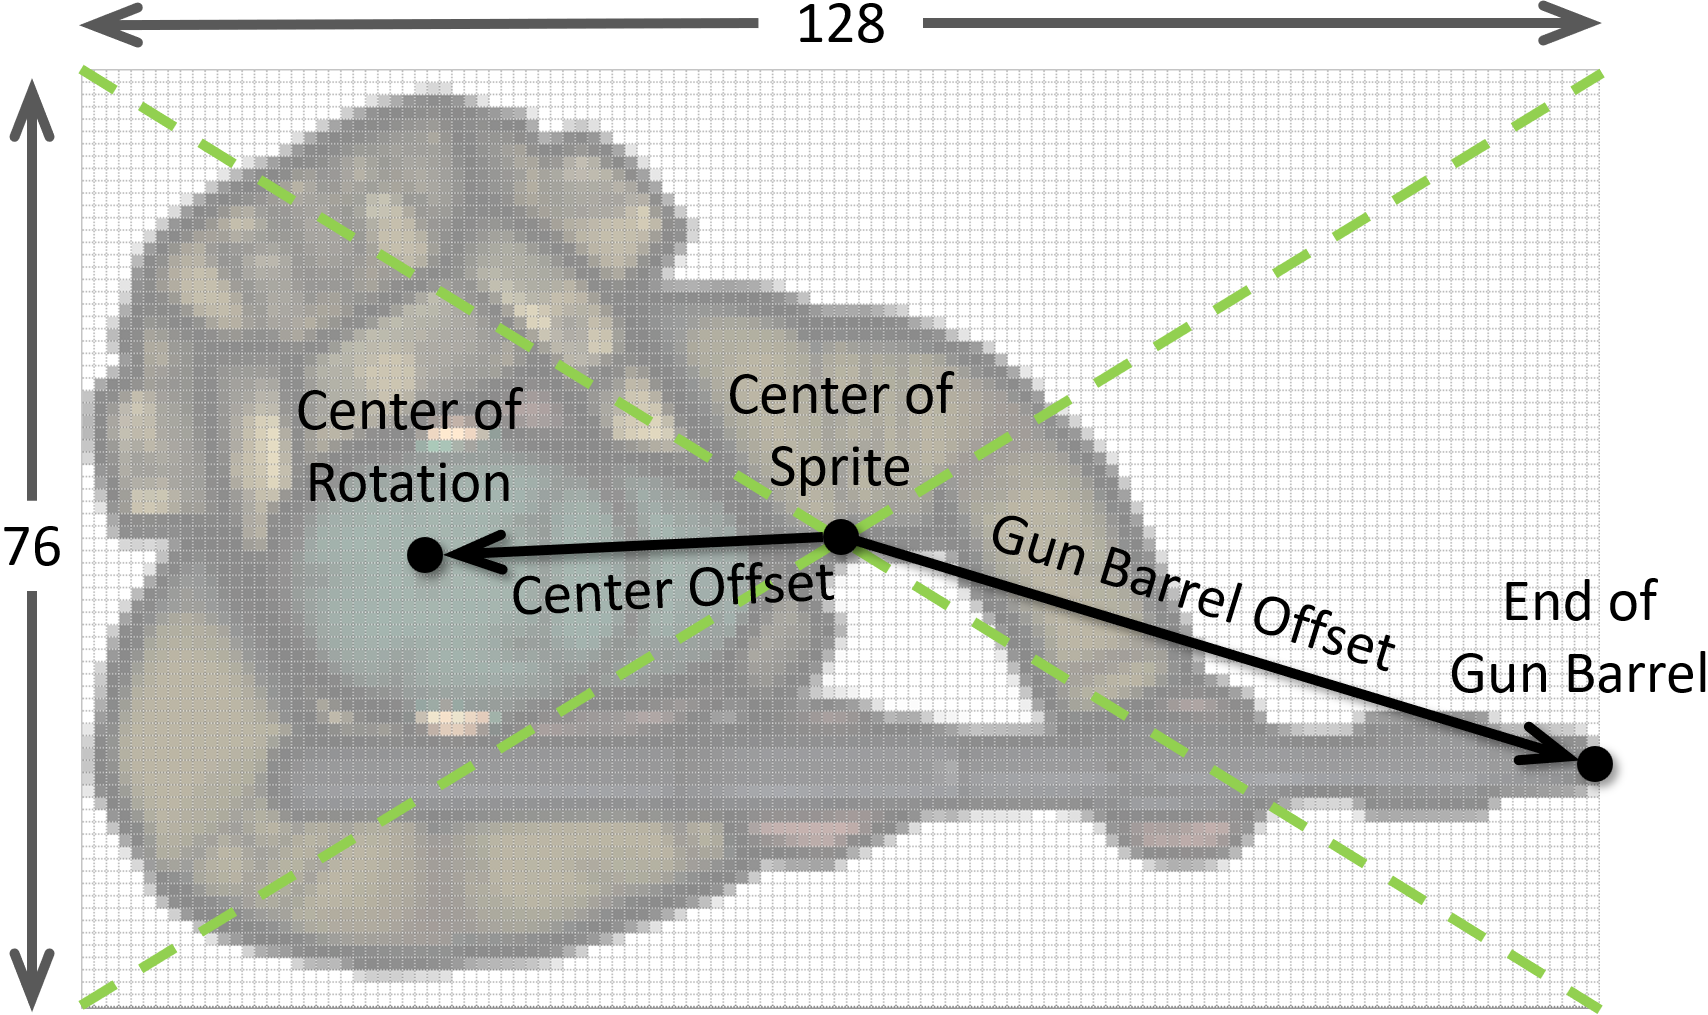 128
76
Center of
Rotation
Center of
Sprite
Center Offset
Gun Barrel Offset
End of
Gun Barrel